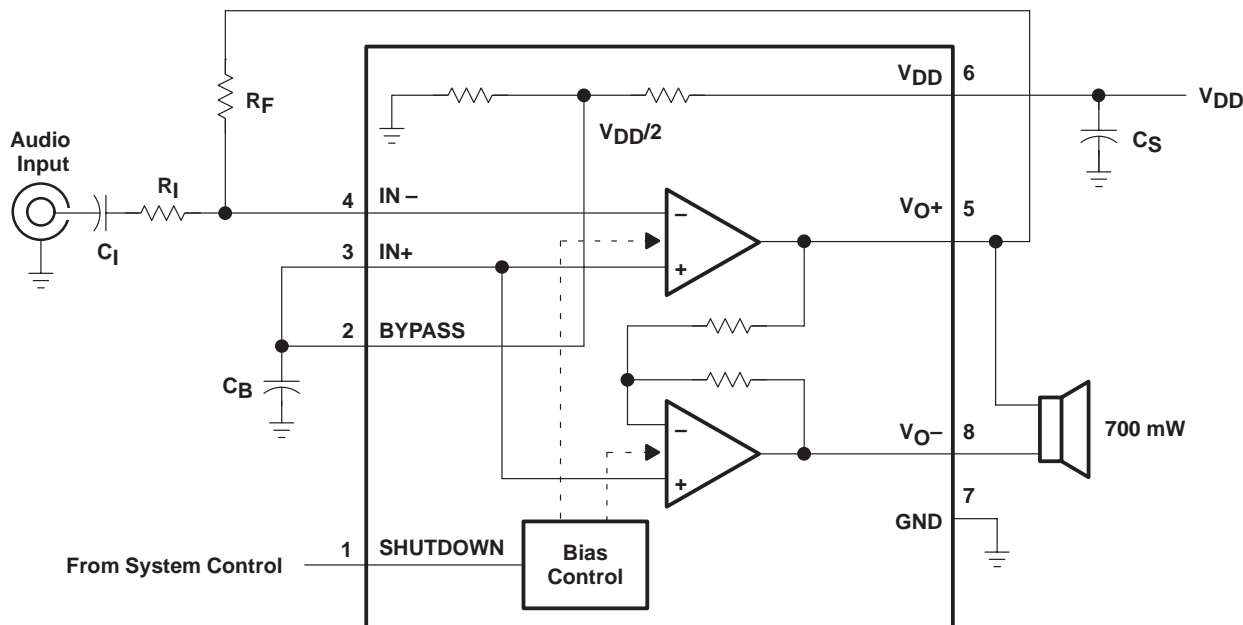 VDD 6
RF
VDD
VDD/2
Audio
Input
CS
RI
4 IN −
VO+ 5
−
CI
3 IN+
+
2 BYPASS
CB
−
VO− 8
700 mW
+
7
GND
1 SHUTDOWN
From System Control
Bias
Control